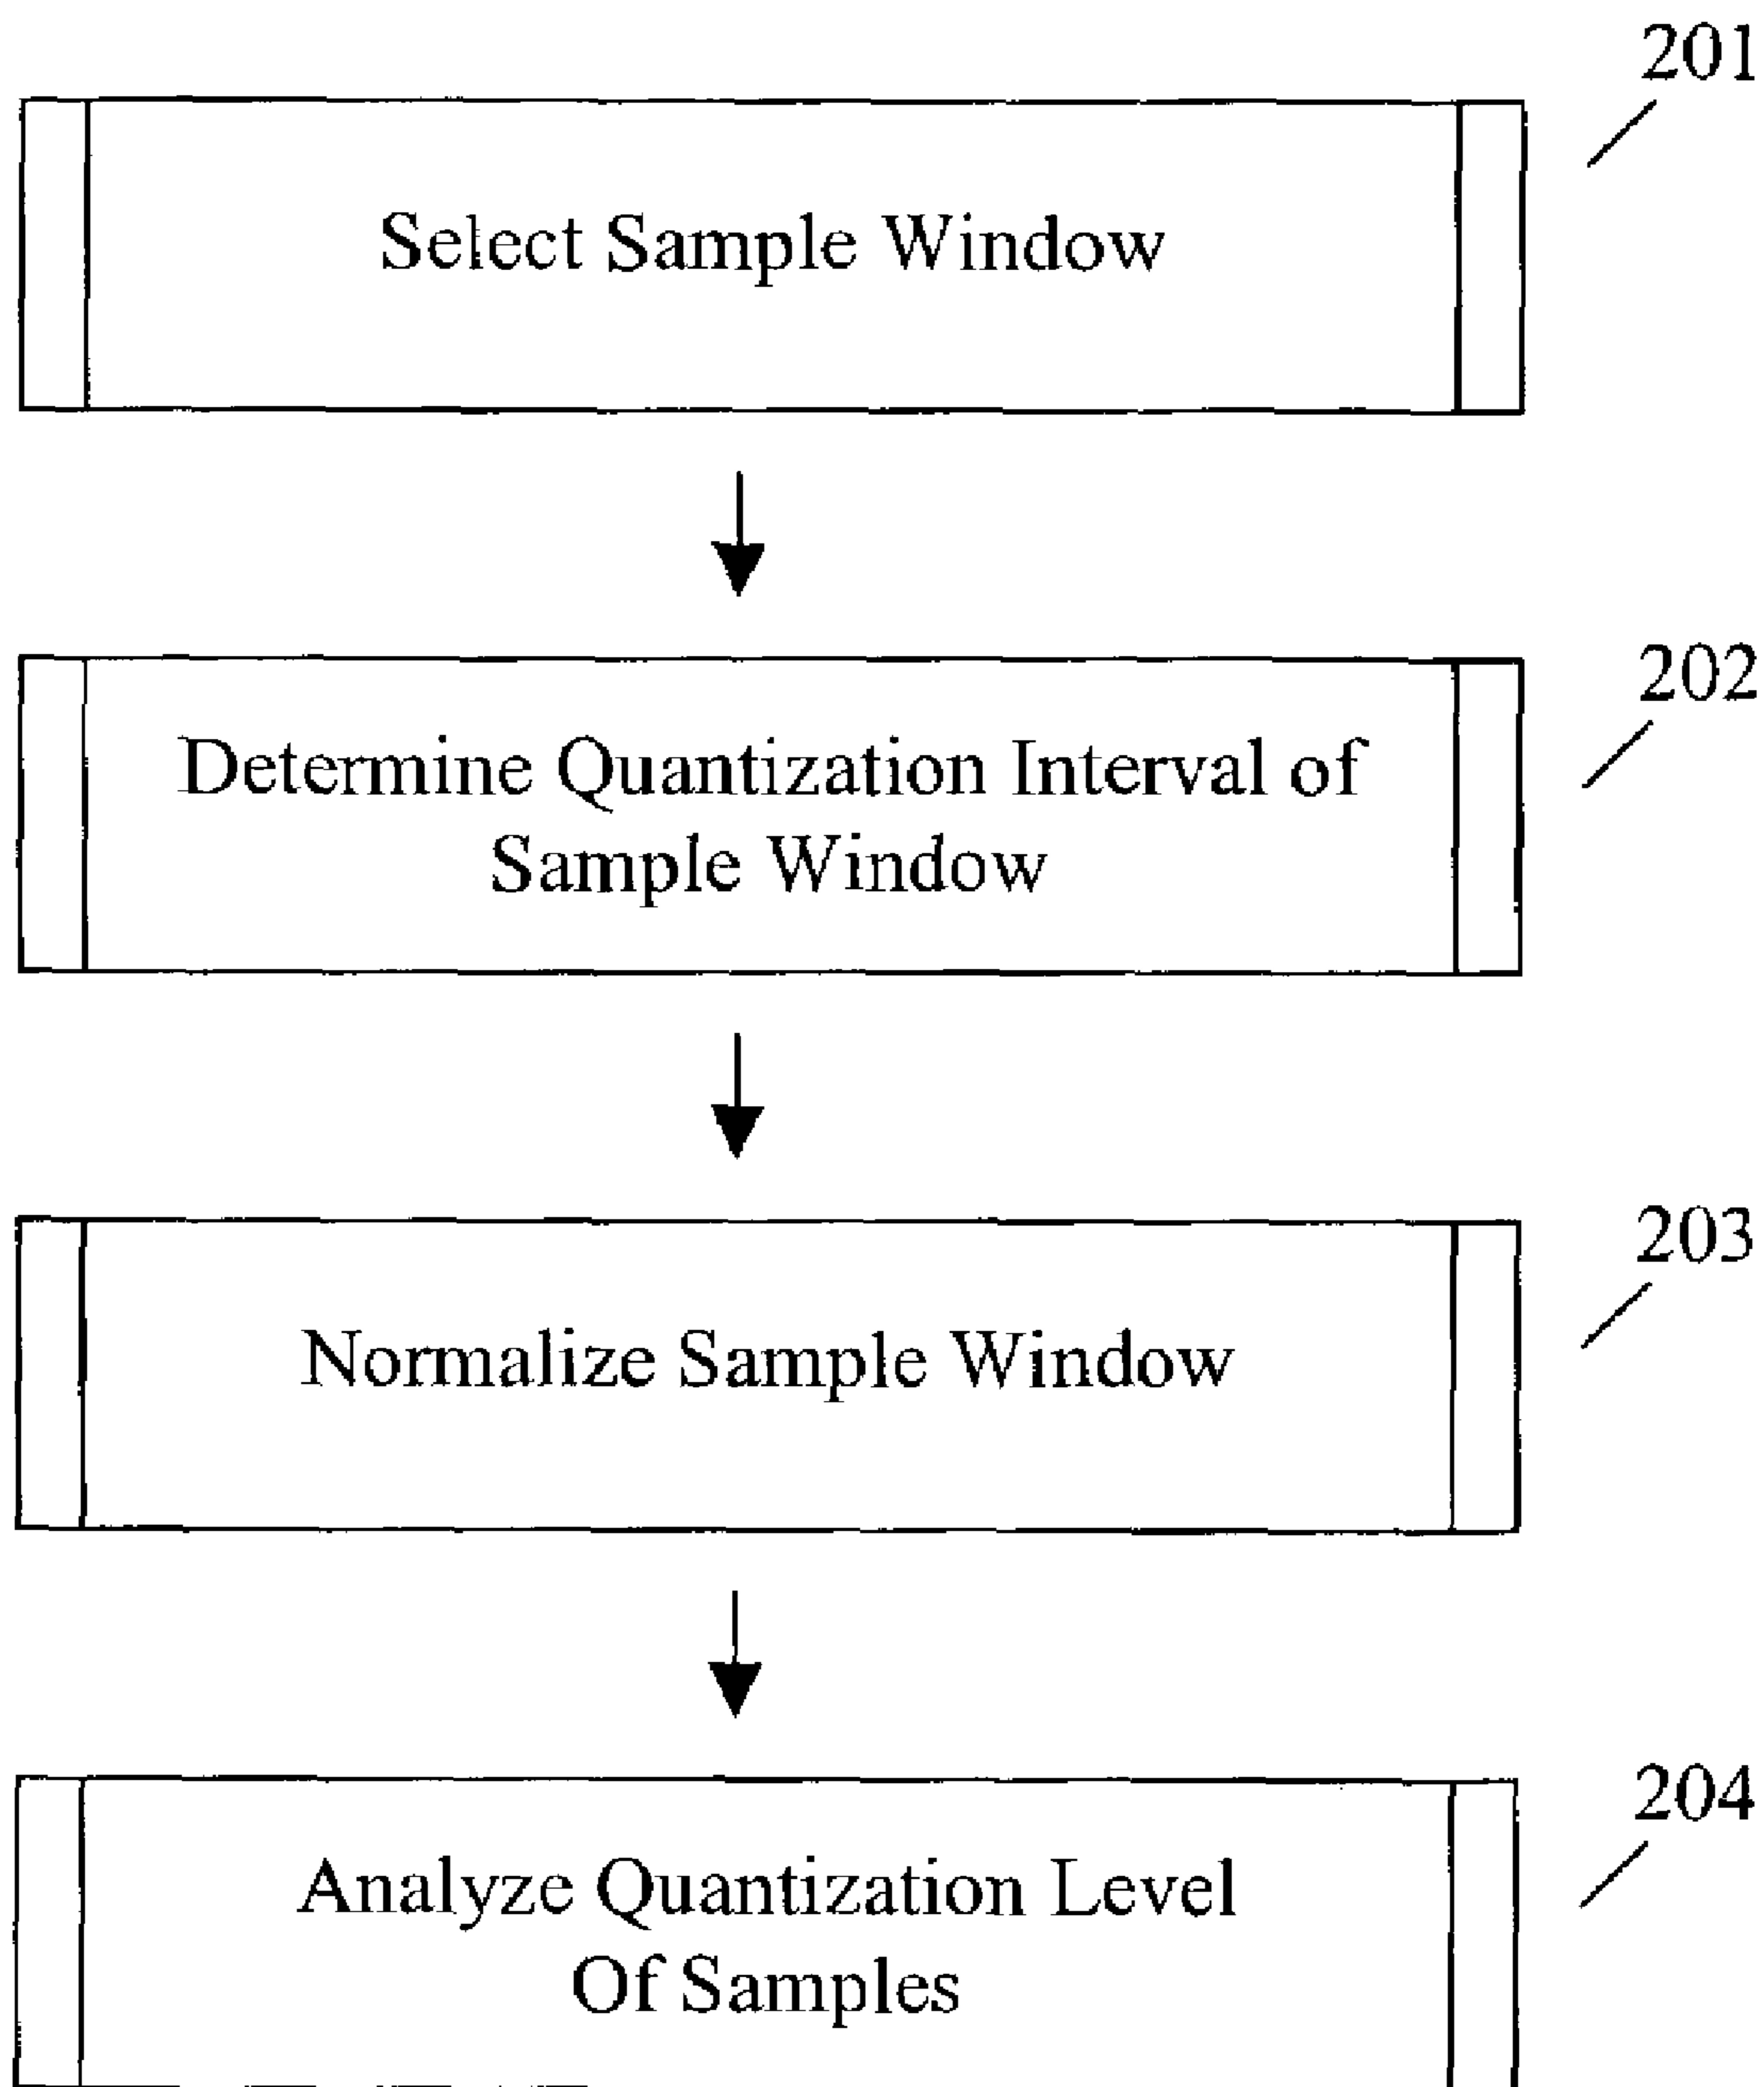 201
Select Sample Window
202
Determine Quantization Interval of
Sample Window
203
Normalize Sample Window
204
Analyze Quantization Level
Of Samples